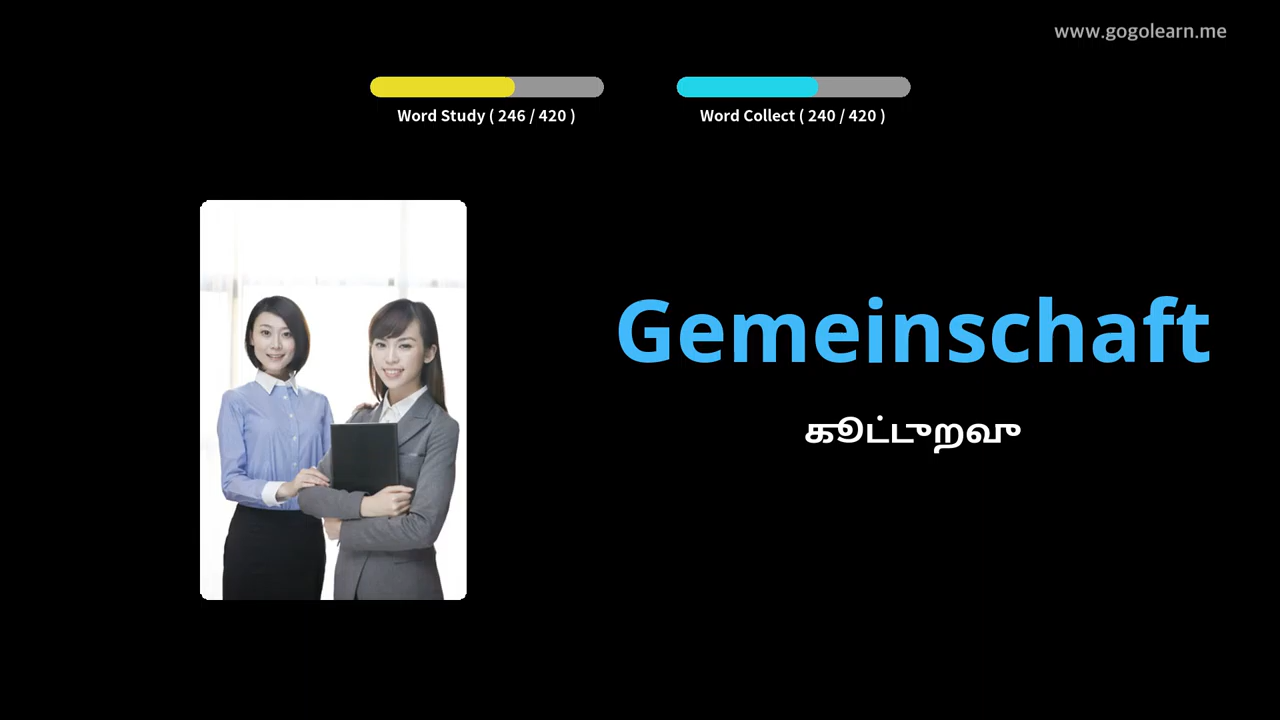 www.gogolearn.me
Word Study ( 246 / 420 )
Word Collect ( 240 / 420 )
Gemeinschaft
கூட்டுறவு